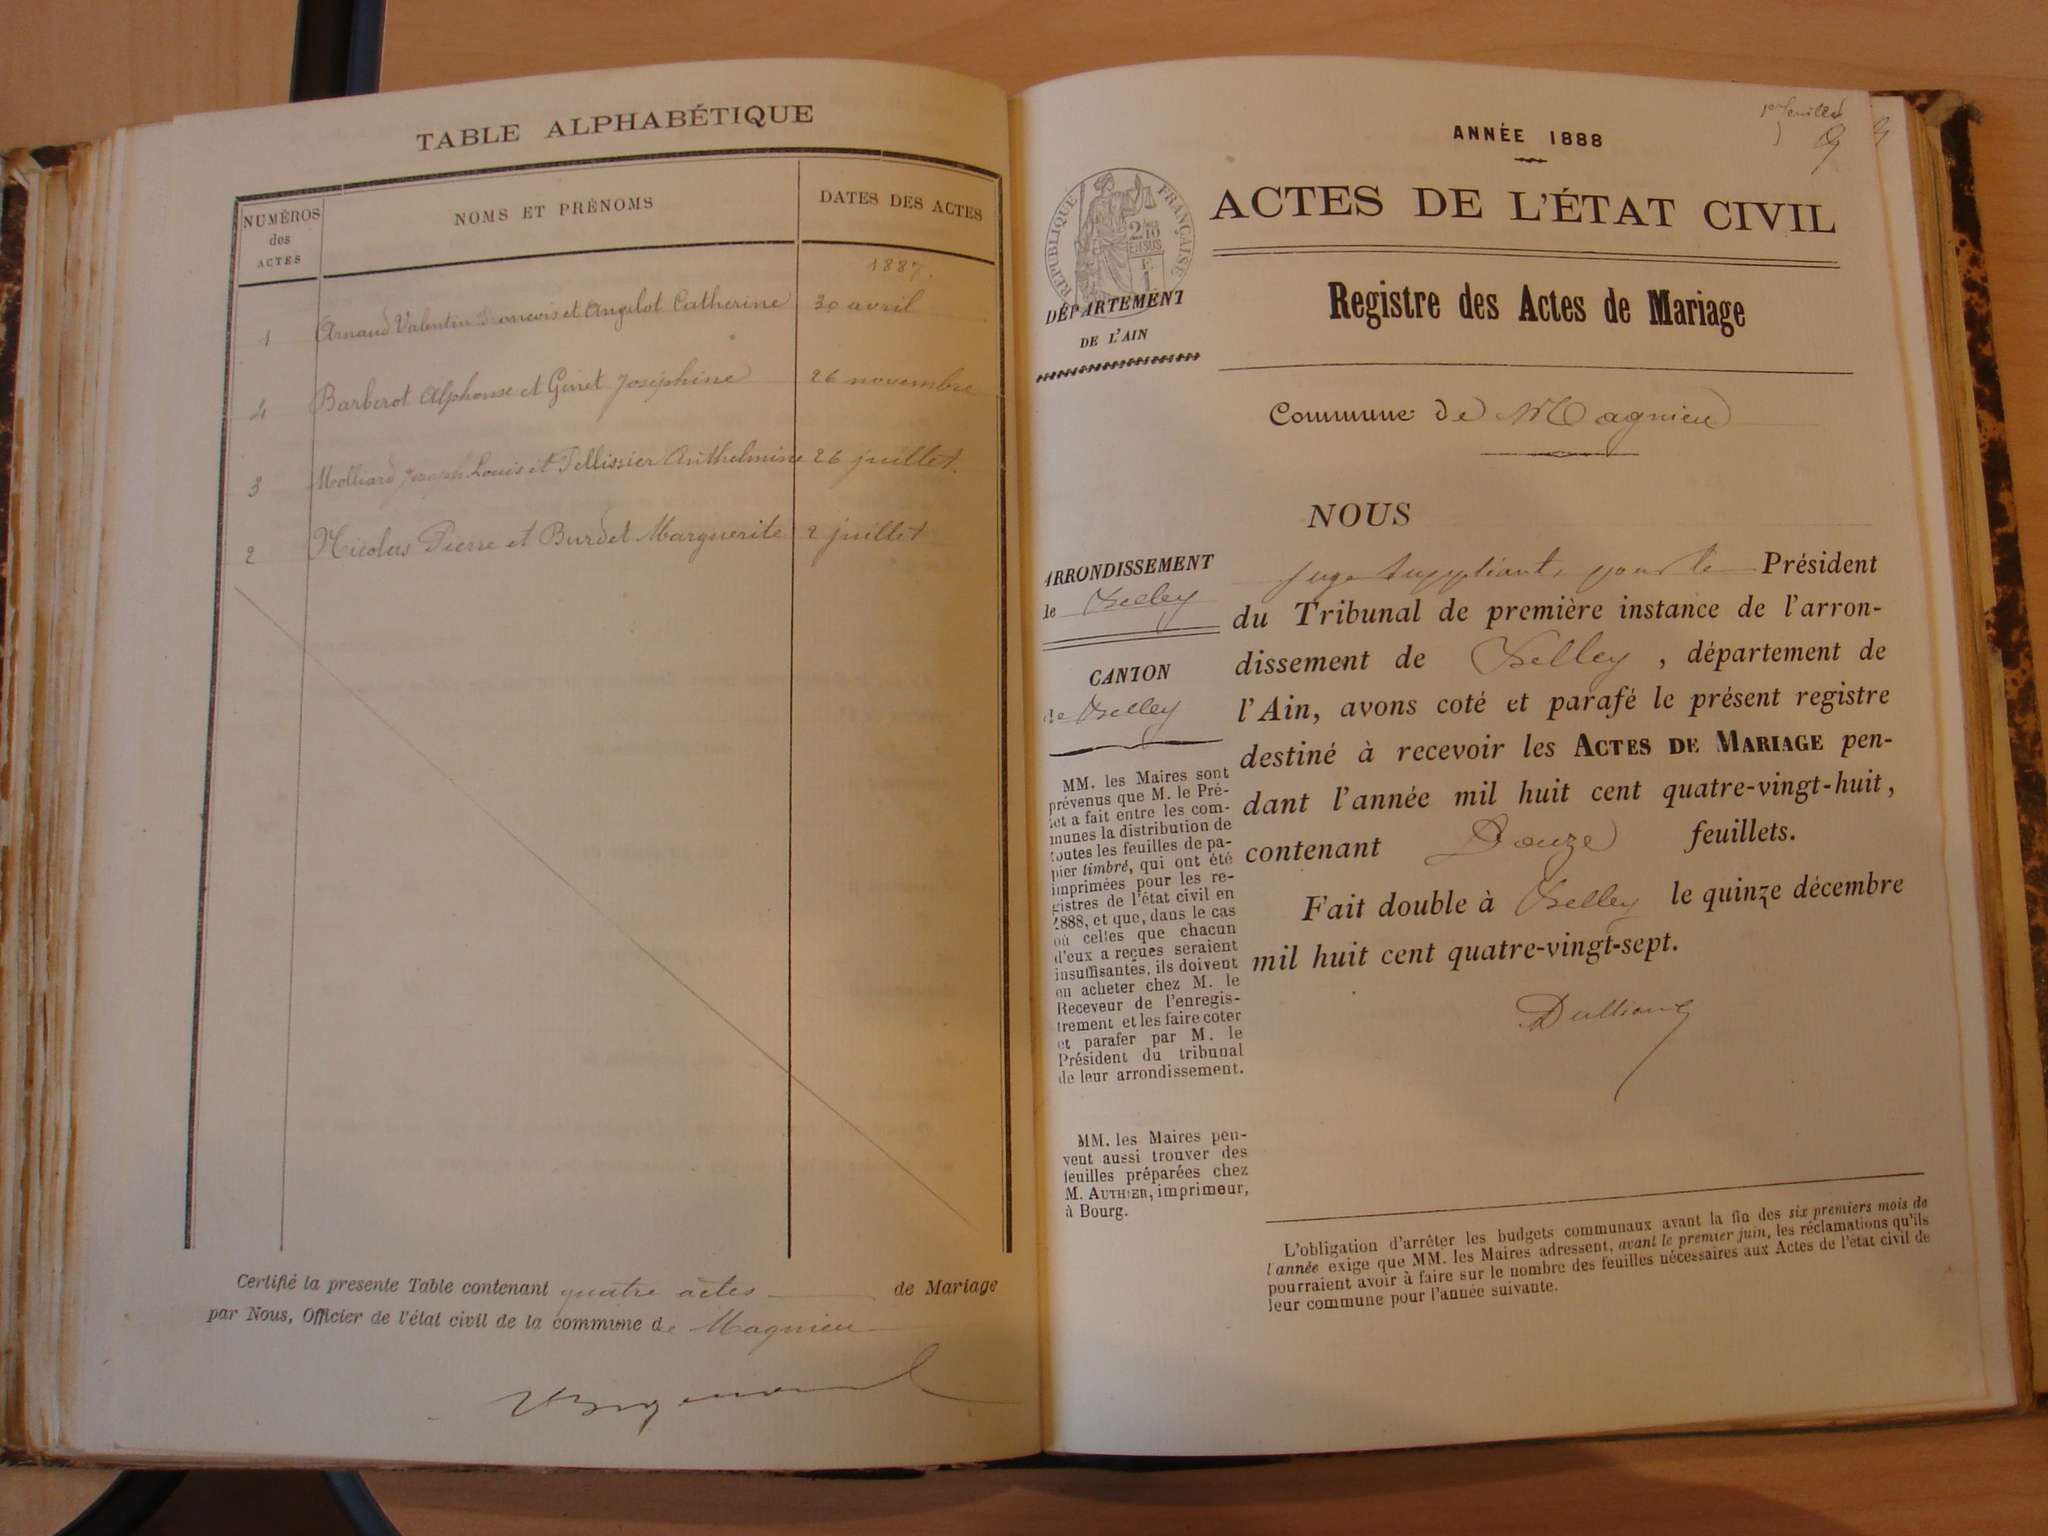 TABLE ALPHABÉTIQUE
NUMÉROS des ACTES
NOMS ET PRÉNOMS
DATES DES ACTES
1887.
1 Arnaud Valentin et Angelot Catherine 30 avril
4 Barberot Alphonse et Ginet Joséphine 26 novembre
3 Molliard Joseph Louis et Pellissier Anthelmine 26 juillet.
2 Nicolas Pierre et Burdet Marguerite 2 juillet
Certifié la presente Table contenant quatre actes de Mariage
par Nous, Officier de l'état civil de la commune de Magnieu
1er feuillet
ANNÉE 1888
RÉPUBLIQUE FRANÇAISE
ACTES DE L'ÉTAT CIVIL
DÉPARTEMENT
DE L'AIN
Registre des Actes de Mariage
Commune de Magnieu
NOUS
ARRONDISSEMENT
de Belley
CANTON
de Belley
juge suppléant, pour le Président
du Tribunal de première instance de l'arron-
dissement de Belley, département de
l'Ain, avons coté et parafé le présent registre
destiné à recevoir les ACTES DE MARIAGE pen-
dant l'année mil huit cent quatre-vingt-huit,
contenant Douze feuillets.
Fait double à Belley le quinze décembre
mil huit cent quatre-vingt-sept.
MM. les Maires sont
prévenus que M. le Pré-
fet a fait entre les com-
munes la distribution de
toutes les feuilles de pa-
pier timbré, qui ont été
imprimées pour les re-
gistres de l'état civil en
1888, et que, dans le cas
où celles que chacun
d'eux a reçues seraient
insuffisantes, ils doivent
en acheter chez M. le
Receveur de l'enregis-
trement et les faire coter
et parafer par M. le
Président du tribunal
de leur arrondissement.
MM. les Maires peu-
vent aussi trouver des
feuilles préparées chez
M. AUTHIER, imprimeur,
à Bourg.
L'obligation d'arrêter les budgets communaux avant la fin des six premiers mois de
l'année exige que MM. les Maires adressent, avant le premier juin, les réclamations qu'ils
pourraient avoir à faire sur le nombre des feuilles nécessaires aux Actes de l'état civil de
leur commune pour l'année suivante.